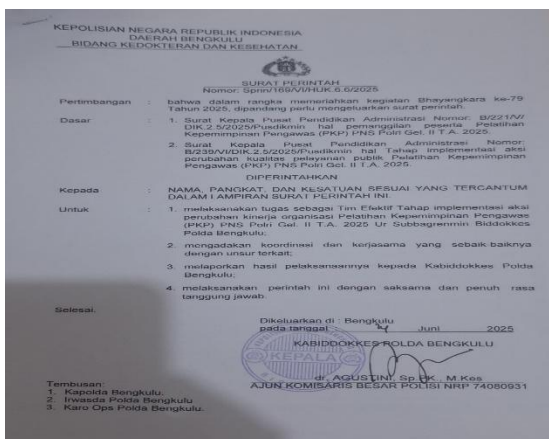 KEPOLISIAN NEGARA REPUBLIK INDONESIA
DAERAH BENGKULU
BIDANG KEDOKTERAN DAN KESEHATAN
SURAT PERINTAH
Nomor: Sprin/169/VI/HUK.6.6/2025
Pertimbangan : bahwa dalam rangka memeriahkan kegiatan Bhayangkara ke-79
Tahun 2025, dipandang perlu mengeluarkan surat perintah.
Dasar : 1. Surat Kepala Pusat Pendidikan Administrasi Nomor: B/221/V/
DIK.2.5/2025/Pusdikmin hal pemanggilan peserta Pelatihan
Kepemimpinan Pengawas (PKP) PNS Polri Gel. II T.A. 2025.
2. Surat Kepala Pusat Pendidikan Administrasi Nomor:
B/239/VI/DIK.2.5/2025/Pusdikmin hal Tahap implementasi aksi
perubahan kualitas pelayanan publik Pelatihan Kepemimpinan
Pengawas (PKP) PNS Polri Gel. II T.A. 2025.
DIPERINTAHKAN
Kepada : NAMA, PANGKAT, DAN KESATUAN SESUAI YANG TERCANTUM
DALAM LAMPIRAN SURAT PERINTAH INI.
Untuk : 1. melaksanakan tugas sebagai Tim Efektif Tahap implementasi aksi
perubahan kinerja organisasi Pelatihan Kepemimpinan Pengawas
(PKP) PNS Polri Gel. II T.A. 2025 Ur Subbagrenmin Biddokkes
Polda Bengkulu;
2. mengadakan koordinasi dan kerjasama yang sebaik-baiknya
dengan unsur terkait;
3. melaporkan hasil pelaksanaannya kepada Kabiddokkes Polda
Bengkulu;
4. melaksanakan perintah ini dengan saksama dan penuh rasa
tanggung jawab.
Selesai.
Dikeluarkan di : Bengkulu
pada tanggal : Juni 2025
KABIDDOKKES POLDA BENGKULU
KEPALA
dr. AGUSTINI, Sp.PK., M.Kes
AJUN KOMISARIS BESAR POLISI NRP 74080931
Tembusan:
1. Kapolda Bengkulu.
2. Irwasda Polda Bengkulu
3. Karo Ops Polda Bengkulu.